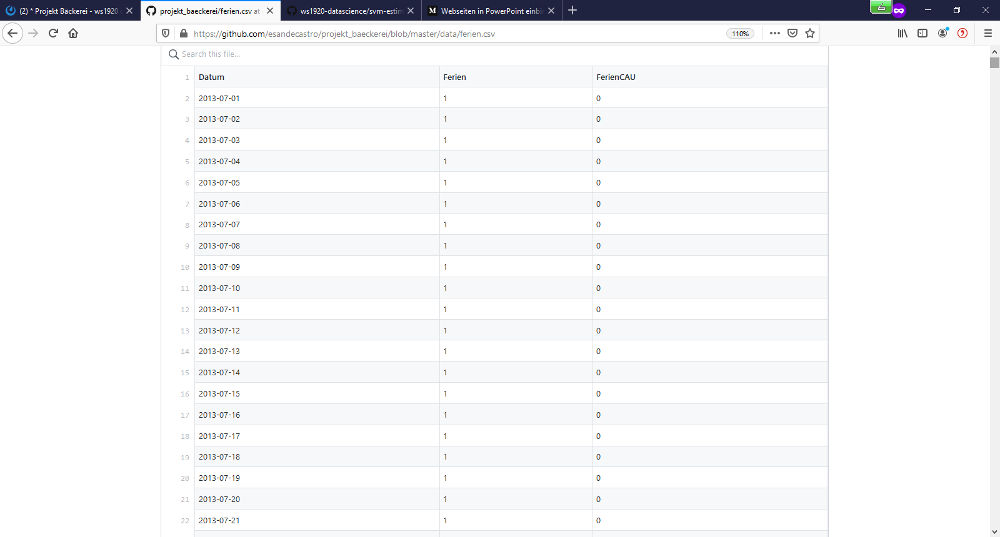 (2) * Projekt Bäckerei - ws1920
projekt_baeckerei/ferien.csv at
ws1920-datascience/svm-estim
M Webseiten in PowerPoint einbin
https://github.com/esandecastro/projekt_baeckerei/blob/master/data/ferien.csv
110%
Search this file...
1 Datum Ferien FerienCAU
2 2013-07-01 1 0
3 2013-07-02 1 0
4 2013-07-03 1 0
5 2013-07-04 1 0
6 2013-07-05 1 0
7 2013-07-06 1 0
8 2013-07-07 1 0
9 2013-07-08 1 0
10 2013-07-09 1 0
11 2013-07-10 1 0
12 2013-07-11 1 0
13 2013-07-12 1 0
14 2013-07-13 1 0
15 2013-07-14 1 0
16 2013-07-15 1 0
17 2013-07-16 1 0
18 2013-07-17 1 0
19 2013-07-18 1 0
20 2013-07-19 1 0
21 2013-07-20 1 0
22 2013-07-21 1 0